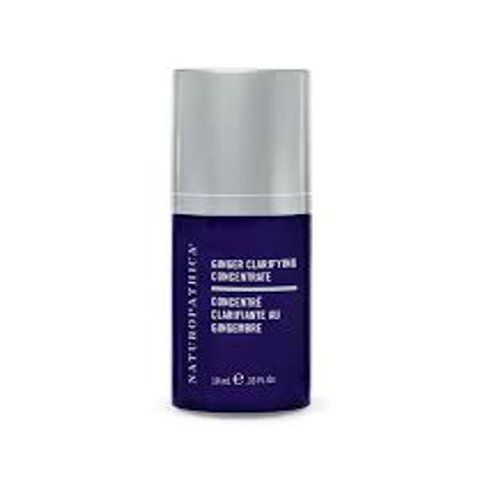 NATUROPATHICA®
GINGER CLARIFYING
CONCENTRATE
CONCENTRÉ
CLARIFIANTE AU
GINGEMBRE
℮